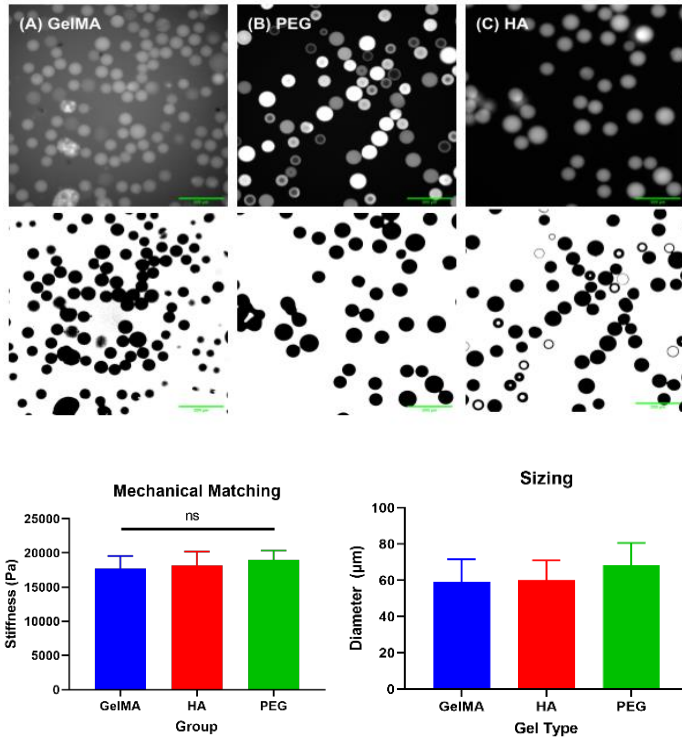 (A) GelMA
(B) PEG
(C) HA
Mechanical Matching
ns
25000
20000
15000
10000
5000
0
Stiffness (Pa)
GelMA HA PEG
Group
Sizing
100
80
60
40
20
0
Diameter (μm)
GelMA HA PEG
Gel Type